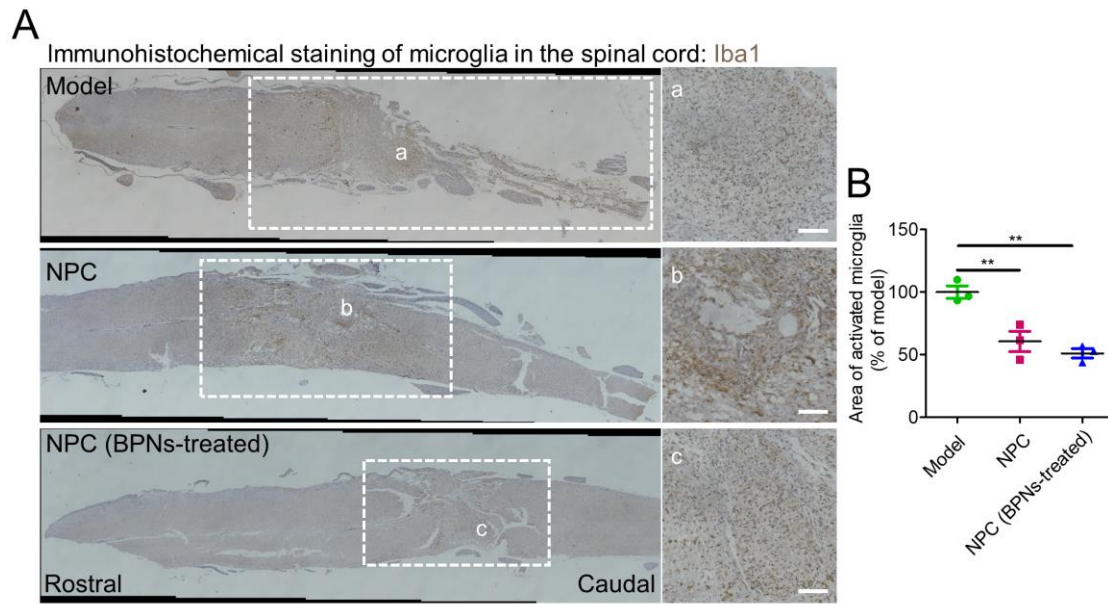 A
Immunohistochemical staining of microglia in the spinal cord: Iba1
Model
a
a
NPC
b
b
NPC (BPNs-treated)
c
c
Rostral
Caudal
B
Area of activated microglia
(% of model)
150
100
50
0
**
**
Model
NPC
NPC (BPNs-treated)